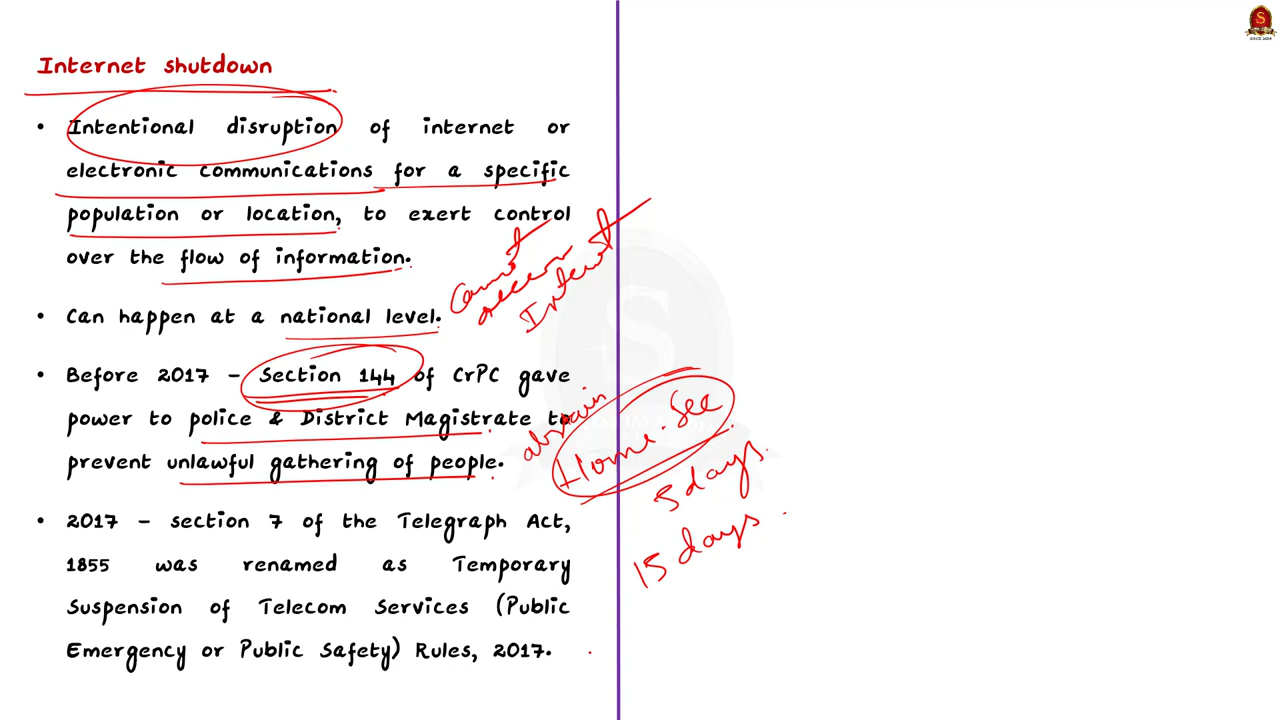 Internet shutdown
• Intentional disruption of internet or
electronic communications for a specific
population or location, to exert control
over the flow of information.
• Can happen at a national level.
• Before 2017 - Section 144 of CrPC gave
power to police & District Magistrate to
prevent unlawful gathering of people.
• 2017 - section 7 of the Telegraph Act,
1855 was renamed as Temporary
Suspension of Telecom Services (Public
Emergency or Public Safety) Rules, 2017.
Cannot
Internet
abstain
Home. Sec
5 days.
15 days.
S
SINCE 2004